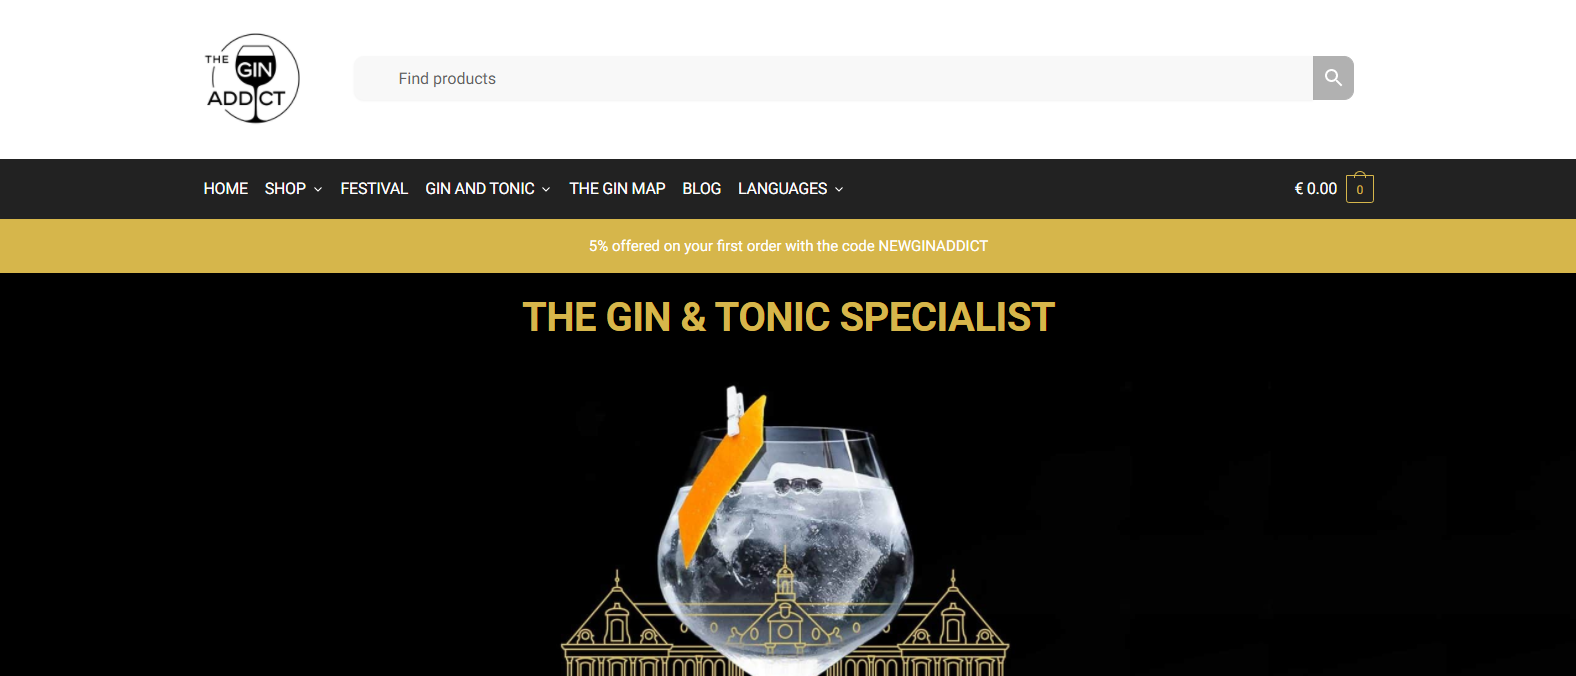 THE
GIN
ADDICT
Find products
HOME SHOP FESTIVAL GIN AND TONIC THE GIN MAP BLOG LANGUAGES € 0.00 0
5% offered on your first order with the code NEWGINADDICT
THE GIN & TONIC SPECIALIST